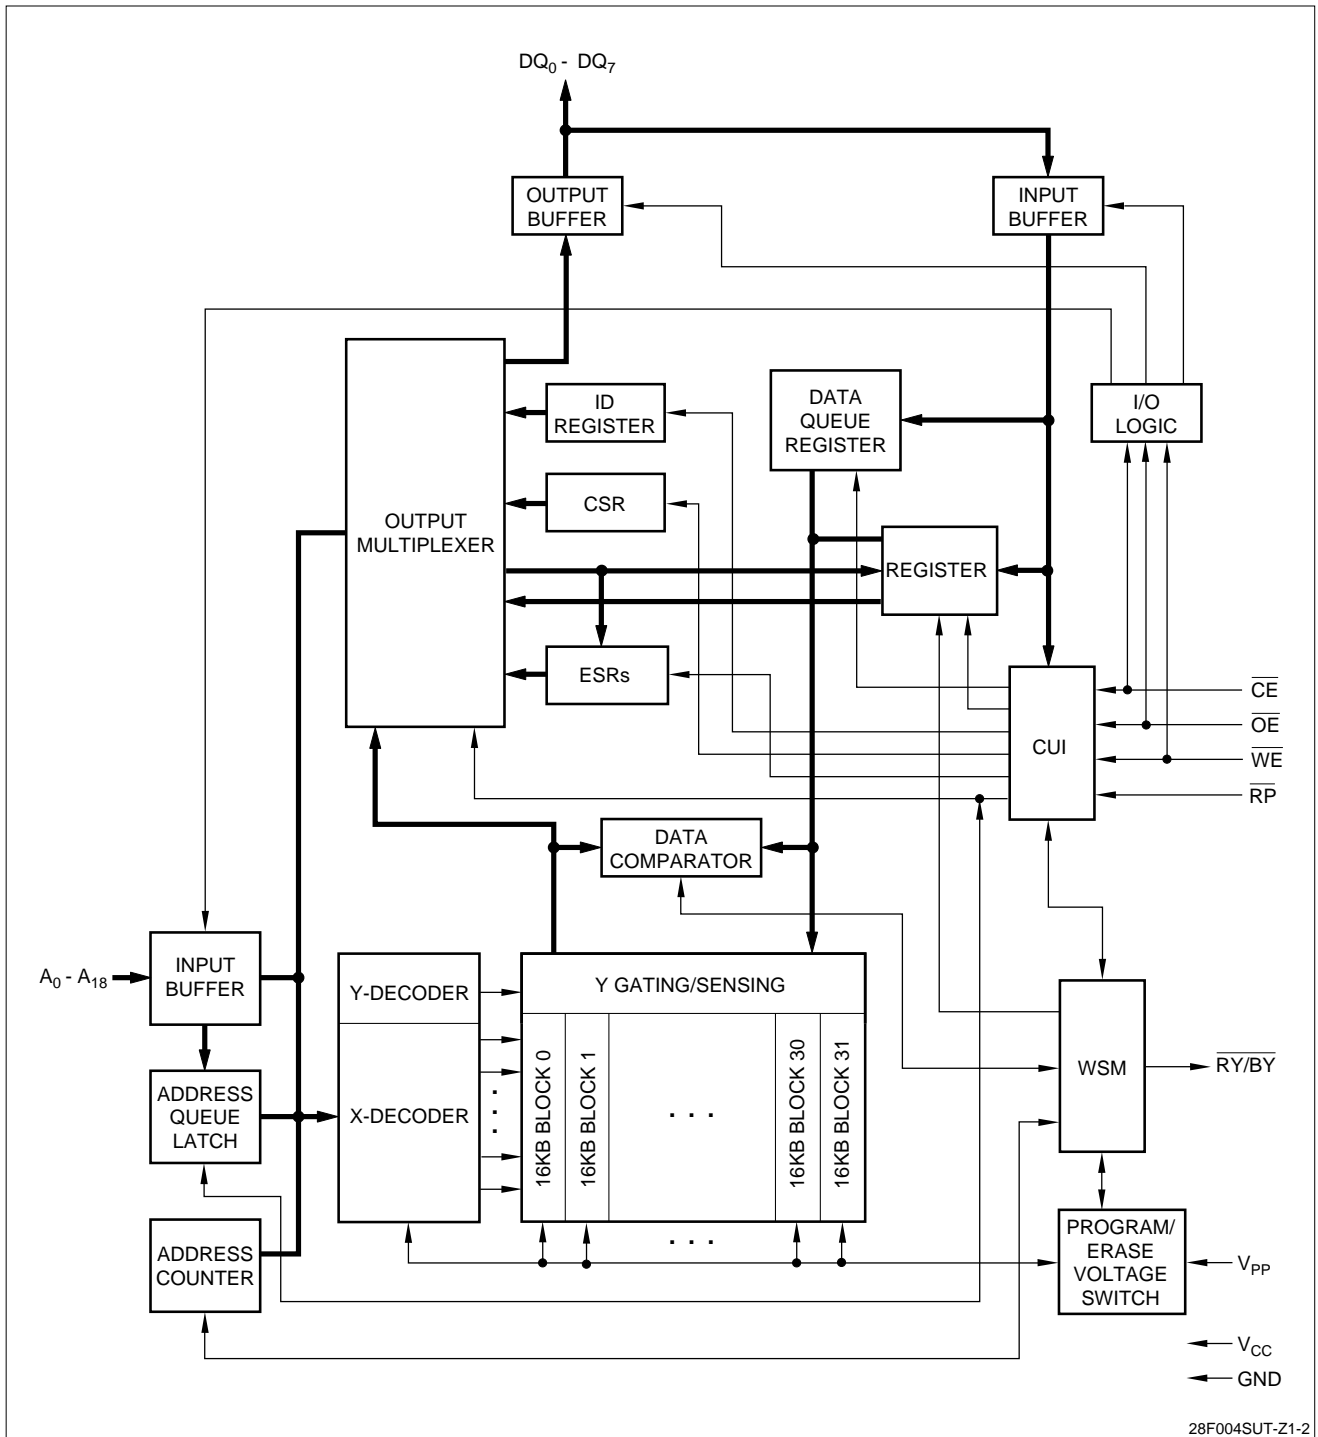 DQ0 - DQ7
OUTPUT
BUFFER
INPUT
BUFFER
ID
REGISTER
DATA
QUEUE
REGISTER
I/O
LOGIC
CSR
OUTPUT
MULTIPLEXER
REGISTER
ESRs
CUI
CE
OE
WE
RP
DATA
COMPARATOR
A0 - A18
INPUT
BUFFER
Y-DECODER
Y GATING/SENSING
ADDRESS
QUEUE
LATCH
X-DECODER
16KB BLOCK 0
16KB BLOCK 1
. . .
16KB BLOCK 30
16KB BLOCK 31
WSM
RY/BY
ADDRESS
COUNTER
. . .
PROGRAM/
ERASE
VOLTAGE
SWITCH
VPP
VCC
GND
28F004SUT-Z1-2